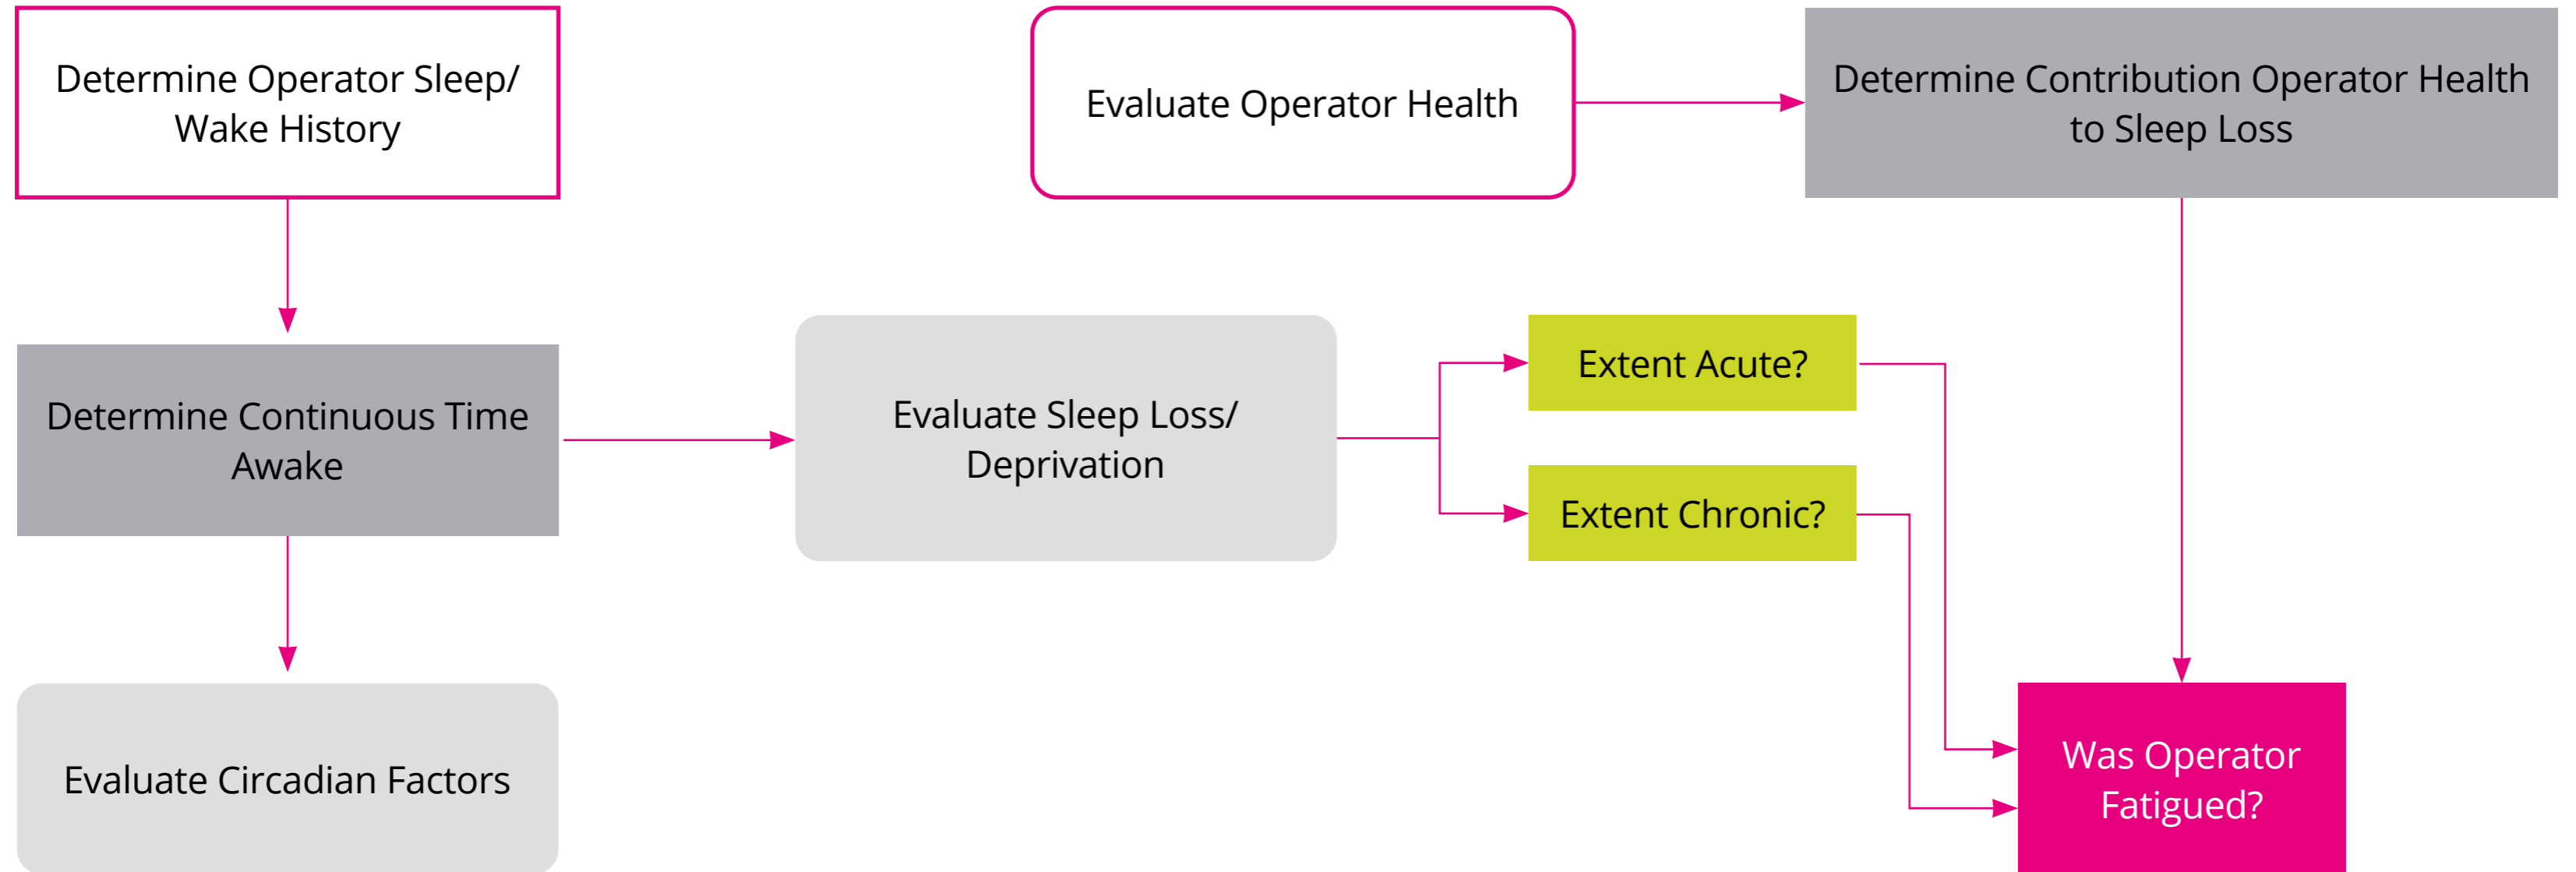 Determine Operator Sleep/
Wake History
Evaluate Operator Health
Determine Contribution Operator Health
to Sleep Loss
Determine Continuous Time
Awake
Evaluate Sleep Loss/
Deprivation
Extent Acute?
Extent Chronic?
Evaluate Circadian Factors
Was Operator
Fatigued?